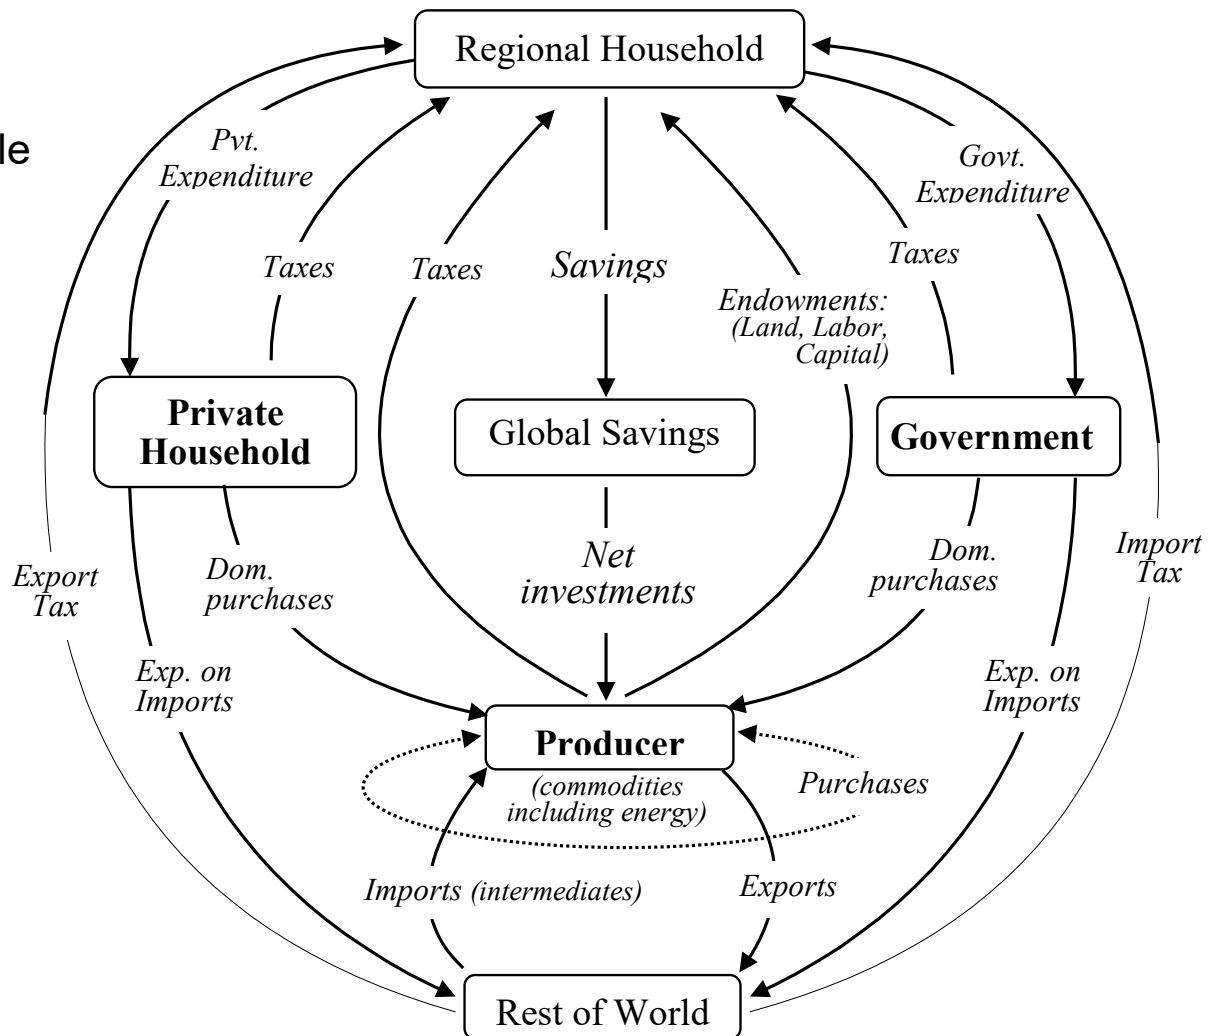 Regional Household
le
Pvt.
Expenditure
Govt.
Expenditure
Taxes
Taxes
Savings
Taxes
Endowments:
(Land, Labor,
Capital)
Private
Household
Global Savings
Government
Export
Tax
Dom.
purchases
Net
investments
Dom.
purchases
Import
Tax
Exp. on
Imports
Exp. on
Imports
Producer
(commodities
including energy)
Purchases
Imports (intermediates)
Exports
Rest of World